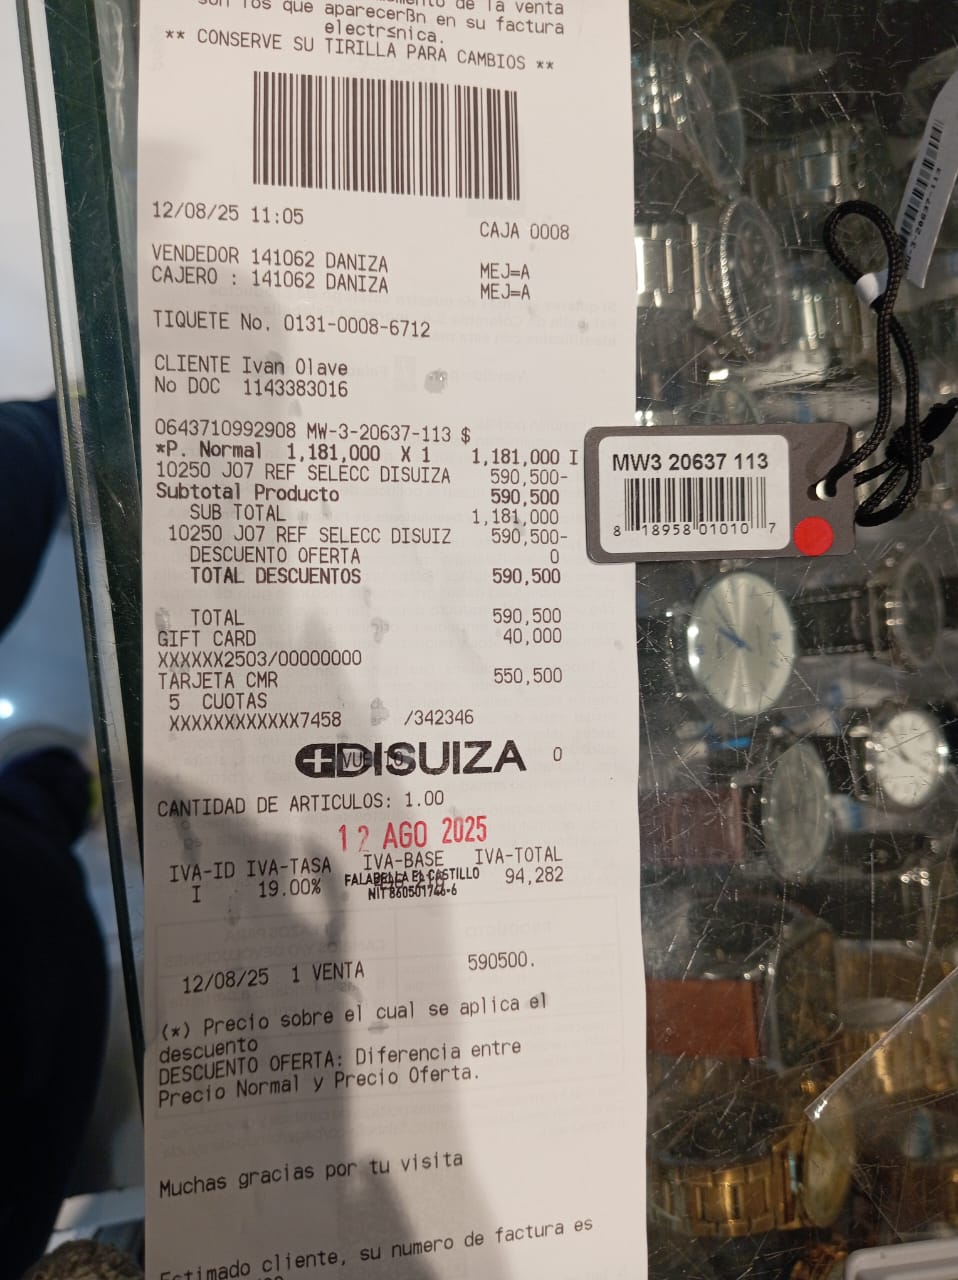 de la venta
son los que aparecerBn en su factura
electr≤nica.
** CONSERVE SU TIRILLA PARA CAMBIOS **
12/08/25 11:05 CAJA 0008
VENDEDOR 141062 DANIZA MEJ=A
CAJERO : 141062 DANIZA MEJ=A
TIQUETE No. 0131-0008-6712
CLIENTE Ivan Olave
No DOC 1143383016
0643710992908 MW-3-20637-113 $
*P. Normal 1,181,000 X 1 1,181,000 I
10250 J07 REF SELECC DISUIZA 590,500-
Subtotal Producto 590,500
SUB TOTAL 1,181,000
10250 J07 REF SELECC DISUIZ 590,500-
DESCUENTO OFERTA 0
TOTAL DESCUENTOS 590,500
TOTAL 590,500
GIFT CARD 40,000
XXXXXX2503/00000000
TARJETA CMR 550,500
5 CUOTAS
XXXXXXXXXXXX7458 /342346
DISUIZA 0
CANTIDAD DE ARTICULOS: 1.00
12 AGO 2025
IVA-ID IVA-TASA IVA-BASE IVA-TOTAL
I 19.00% 94,282
FALABELLA EL CASTILLO
NIT 860501746-6
12/08/25 1 VENTA 590500.
(*) Precio sobre el cual se aplica el
descuento
DESCUENTO OFERTA: Diferencia entre
Precio Normal y Precio Oferta.
Muchas gracias por tu visita
Estimado cliente, su numero de factura es
MW3 20637 113
8 18958 01010 7